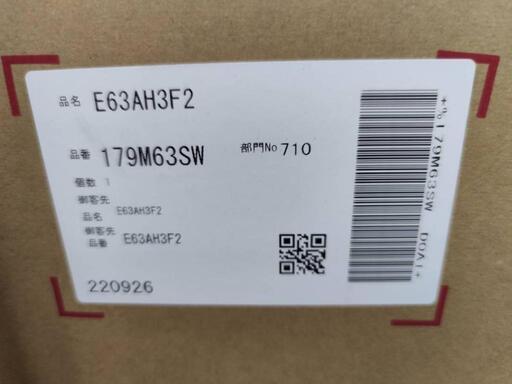 品名 E63AH3F2
品番 179M63SW 部門No 710
個数 1
御客先
品名 E63AH3F2
御客先
品番 E63AH3F2
220926
+% 179M63SW DOA1+